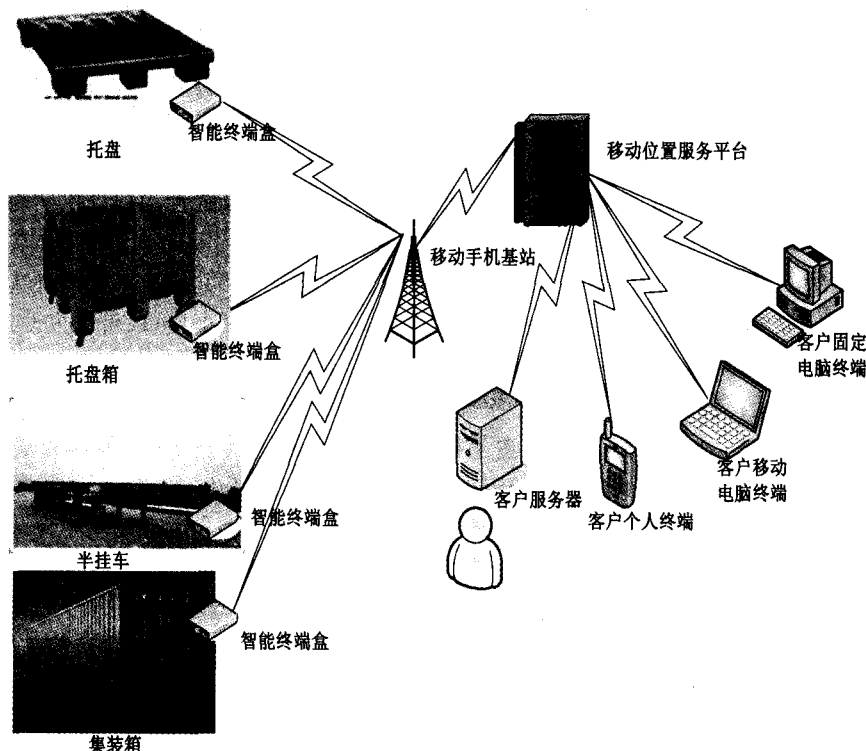 智能终端盒
托盘
移动位置服务平台
移动手机基站
智能终端盒
托盘箱
客户固定
电脑终端
客户移动
电脑终端
客户服务器
客户个人终端
智能终端盒
半挂车
智能终端盒
集装箱